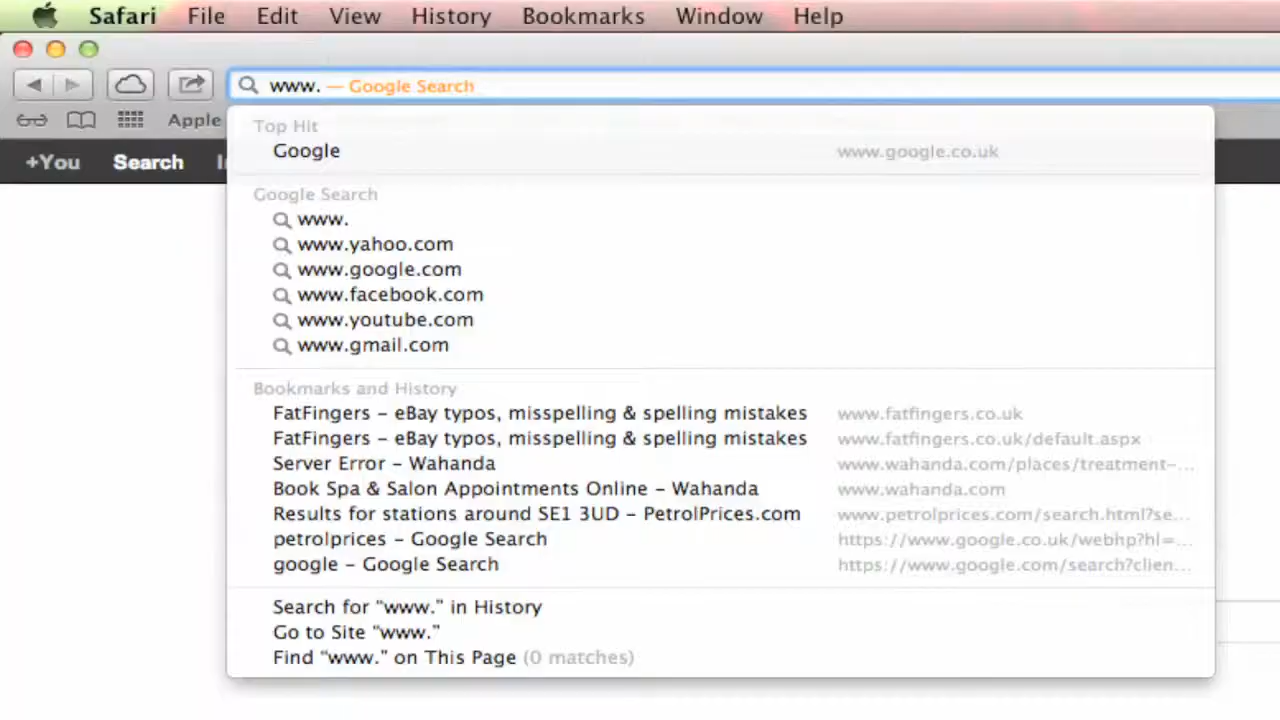 Safari File Edit View History Bookmarks Window Help
www. — Google Search
Apple
+You Search
Top Hit
Google www.google.co.uk
Google Search
www.
www.yahoo.com
www.google.com
www.facebook.com
www.youtube.com
www.gmail.com
Bookmarks and History
FatFingers – eBay typos, misspelling & spelling mistakes www.fatfingers.co.uk
FatFingers – eBay typos, misspelling & spelling mistakes www.fatfingers.co.uk/default.aspx
Server Error – Wahanda www.wahanda.com/places/treatment-...
Book Spa & Salon Appointments Online – Wahanda www.wahanda.com
Results for stations around SE1 3UD – PetrolPrices.com www.petrolprices.com/search.html?se...
petrolprices – Google Search https://www.google.co.uk/webhp?hl=...
google – Google Search https://www.google.com/search?clien...
Search for “www.” in History
Go to Site “www.”
Find “www.” on This Page (0 matches)